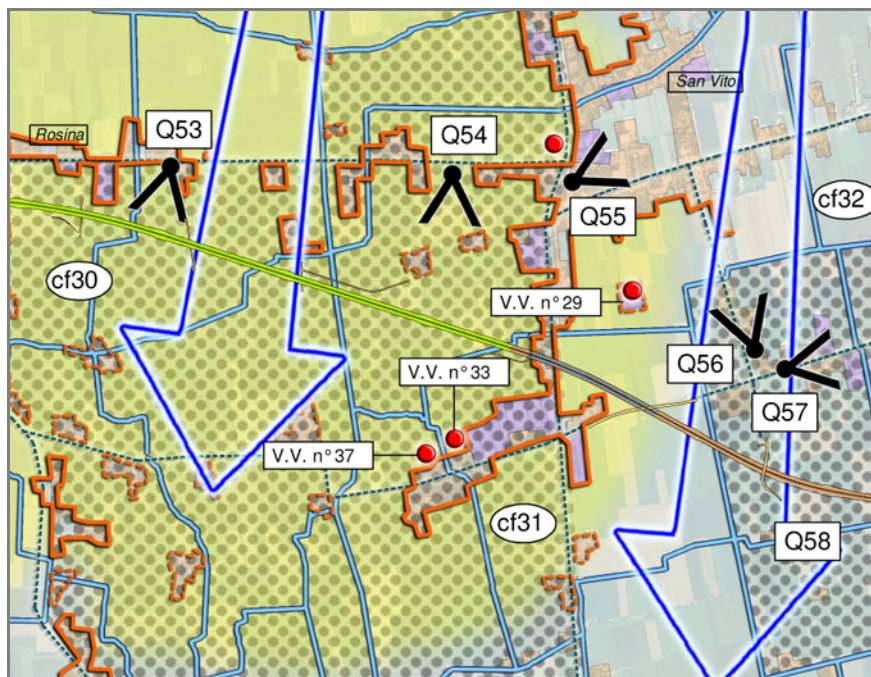 San Vito
Rosina
Q53
Q54
Q55
cf32
cf30
V.V. n°29
Q56
V.V. n°33
Q57
V.V. n°37
cf31
Q58